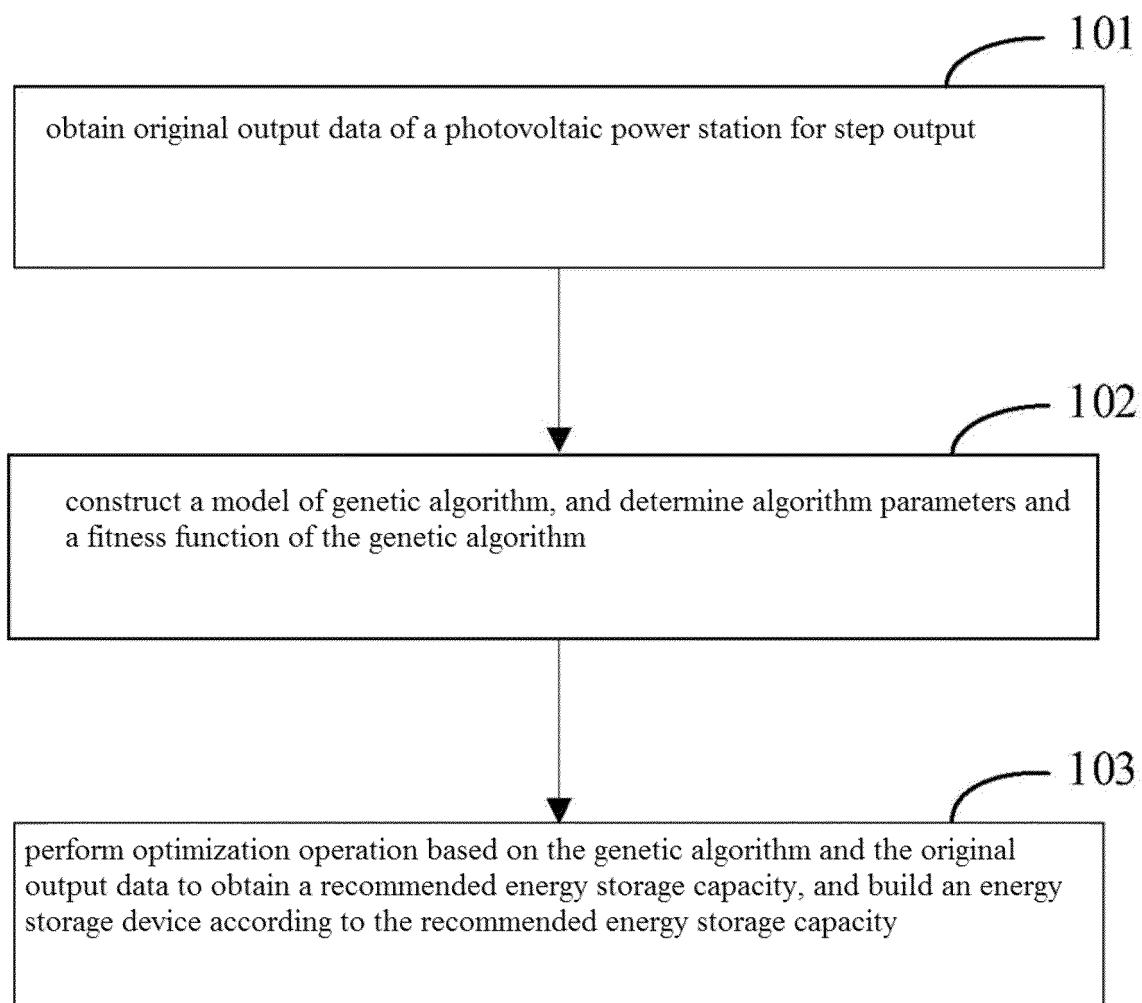 101
obtain original output data of a photovoltaic power station for step output
102
construct a model of genetic algorithm, and determine algorithm parameters and
a fitness function of the genetic algorithm
103
perform optimization operation based on the genetic algorithm and the original
output data to obtain a recommended energy storage capacity, and build an energy
storage device according to the recommended energy storage capacity